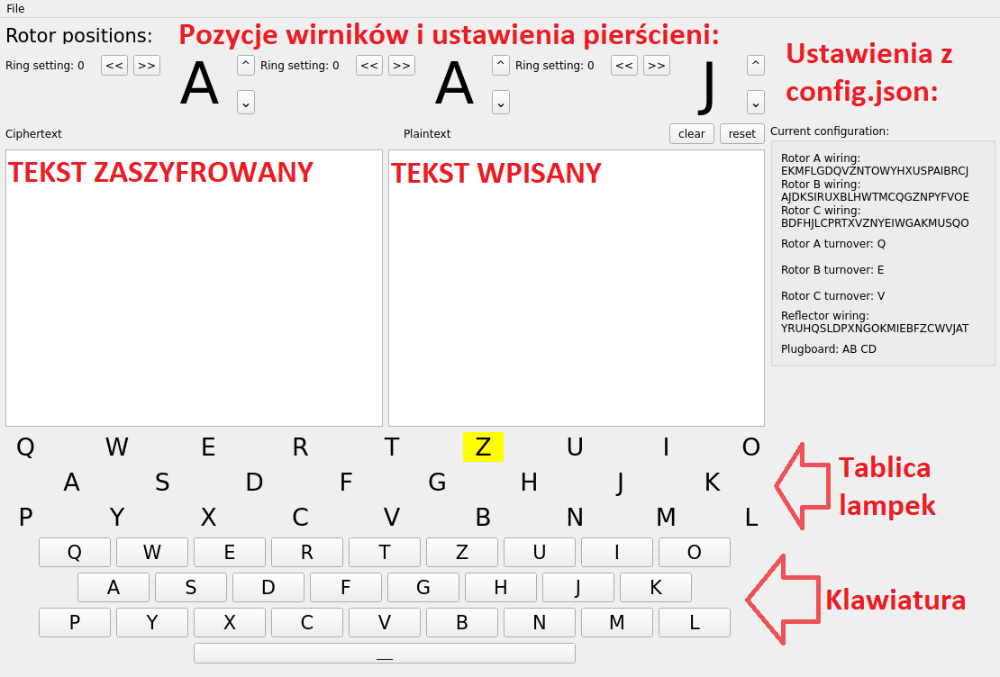 File
Rotor positions:
Pozycje wirników i ustawienia pierścieni:
Ring setting: 0 << >> A ^ ⌄ Ring setting: 0 << >> A ^ ⌄ Ring setting: 0 << >> J ^ ⌄
Ustawienia z
config.json:
Ciphertext
Plaintext
clear reset
TEKST ZASZYFROWANY
TEKST WPISANY
Current configuration:
Rotor A wiring:
EKMFLGDQVZNTOWYHXUSPAIBRCJ
Rotor B wiring:
AJDKSIRUXBLHWTMCQGZNPYFVOE
Rotor C wiring:
BDFHJLCPRTXVZNYEIWGAKMUSQO
Rotor A turnover: Q
Rotor B turnover: E
Rotor C turnover: V
Reflector wiring:
YRUHQSLDPXNGOKMIEBFZCWVJAT
Plugboard: AB CD
Q W E R T Z U I O
A S D F G H J K
P Y X C V B N M L
Tablica
lampek
Q W E R T Z U I O
A S D F G H J K
P Y X C V B N M L
__
Klawiatura